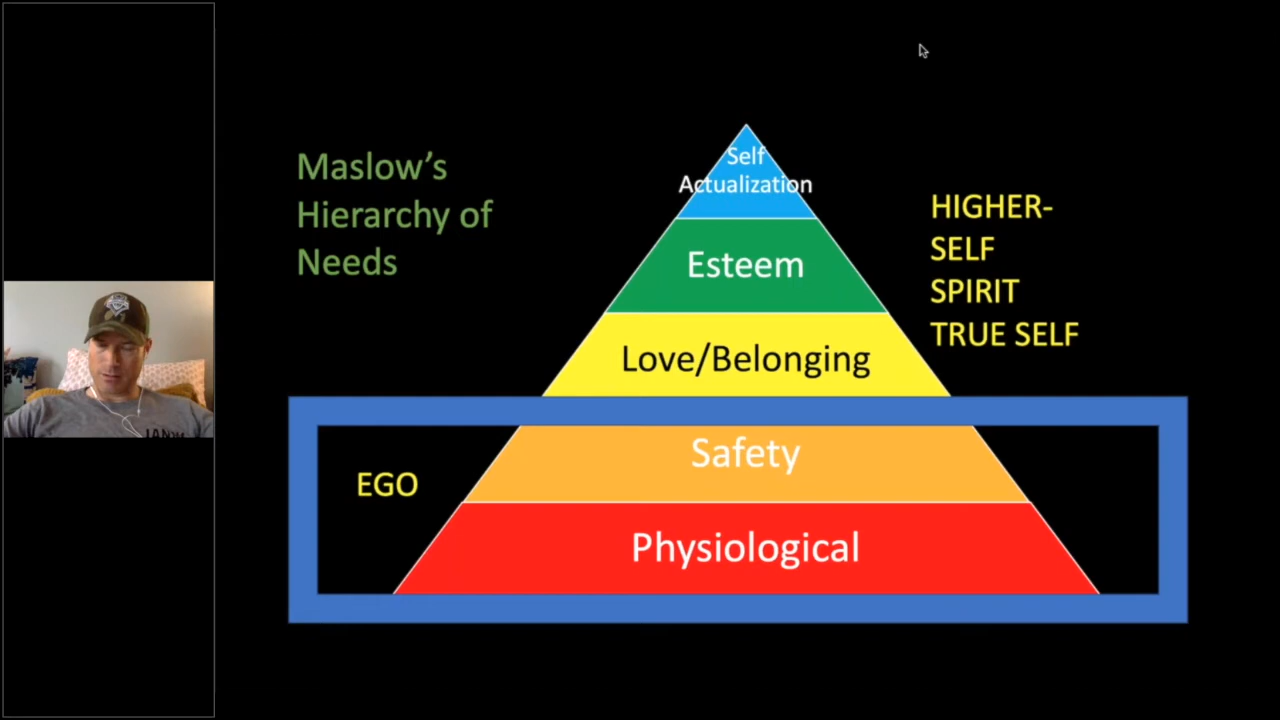 Maslow's
Hierarchy of
Needs
Self
Actualization
Esteem
Love/Belonging
Safety
Physiological
HIGHER-
SELF
SPIRIT
TRUE SELF
EGO